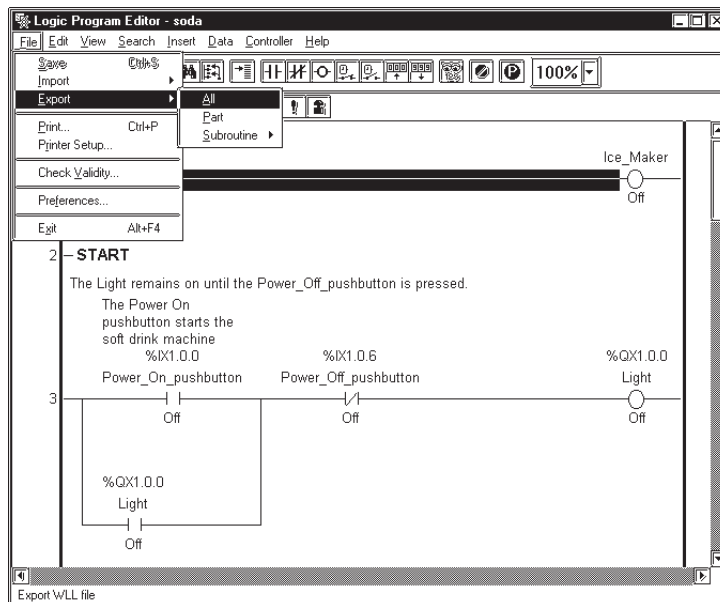 Logic Program Editor - soda
File Edit View Search Insert Data Controller Help
100%
Save Ctrl+S
Import
Export
Print... Ctrl+P
Printer Setup...
Check Validity...
Preferences...
Exit Alt+F4
All
Part
Subroutine
Ice_Maker
Off
2 START
The Light remains on until the Power_Off_pushbutton is pressed.
The Power On
pushbutton starts the
soft drink machine
%IX1.0.0 %IX1.0.6 %QX1.0.0
Power_On_pushbutton Power_Off_pushbutton Light
3
Off Off Off
%QX1.0.0
Light
Off
Export WLL file